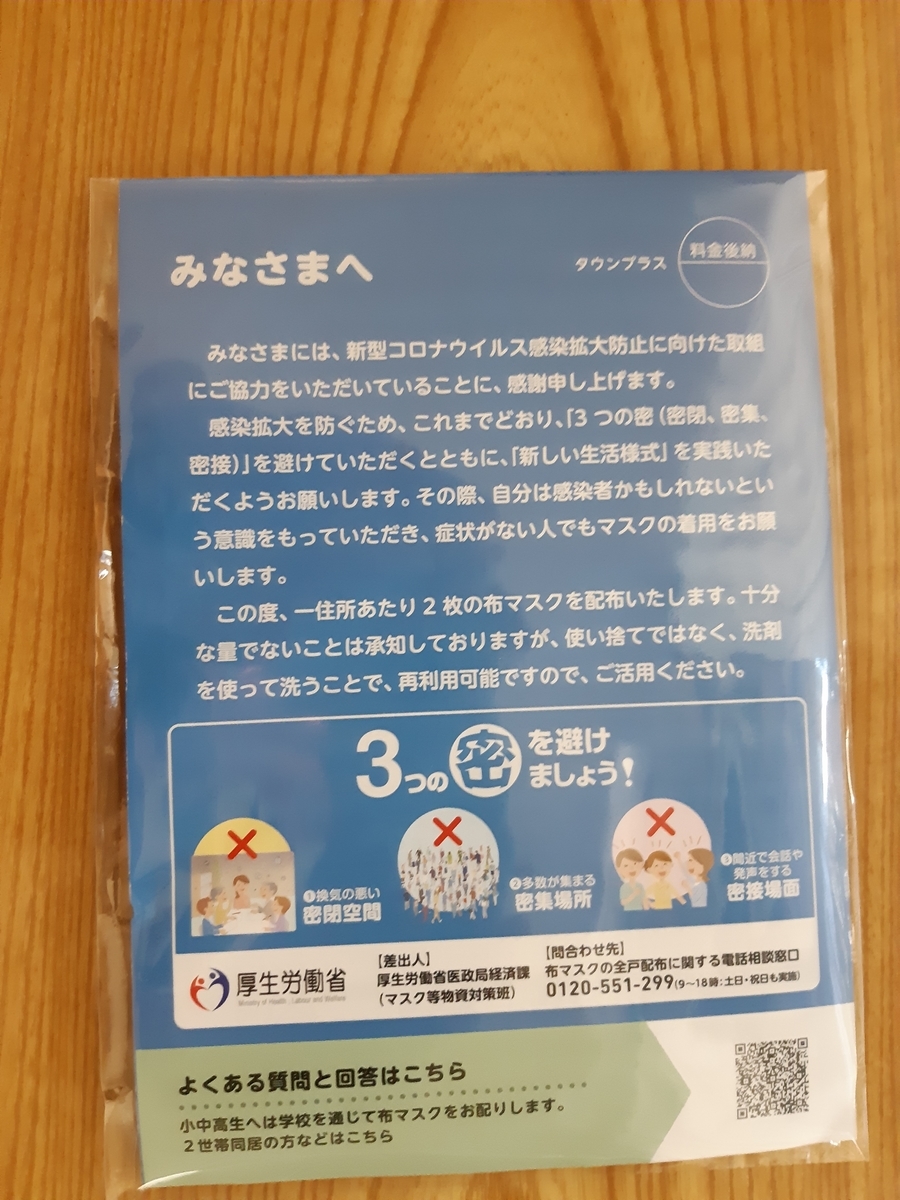 みなさまへ
タウンプラス
料金後納
みなさまには、新型コロナウイルス感染拡大防止に向けた取組
にご協力をいただいていることに、感謝申し上げます。
感染拡大を防ぐため、これまでどおり、「3つの密(密閉、密集、
密接)」を避けていただくとともに、「新しい生活様式」を実践いた
だくようお願いします。その際、自分は感染者かもしれないとい
う意識をもっていただき、症状がない人でもマスクの着用をお願
いします。
この度、一住所あたり2枚の布マスクを配布いたします。十分
な量でないことは承知しておりますが、使い捨てではなく、洗剤
を使って洗うことで、再利用可能ですので、ご活用ください。
3つの密を避け
ましょう!
①換気の悪い
密閉空間
②多数が集まる
密集場所
③間近で会話や
発声をする
密接場面
厚生労働省
Ministry of Health, Labour and Welfare
【差出人】
厚生労働省医政局経済課
(マスク等物資対策班)
【問合わせ先】
布マスクの全戸配布に関する電話相談窓口
0120-551-299(9〜18時:土日・祝日も実施)
よくある質問と回答はこちら
小中高生へは学校を通じて布マスクをお配りします。
2世帯同居の方などはこちら